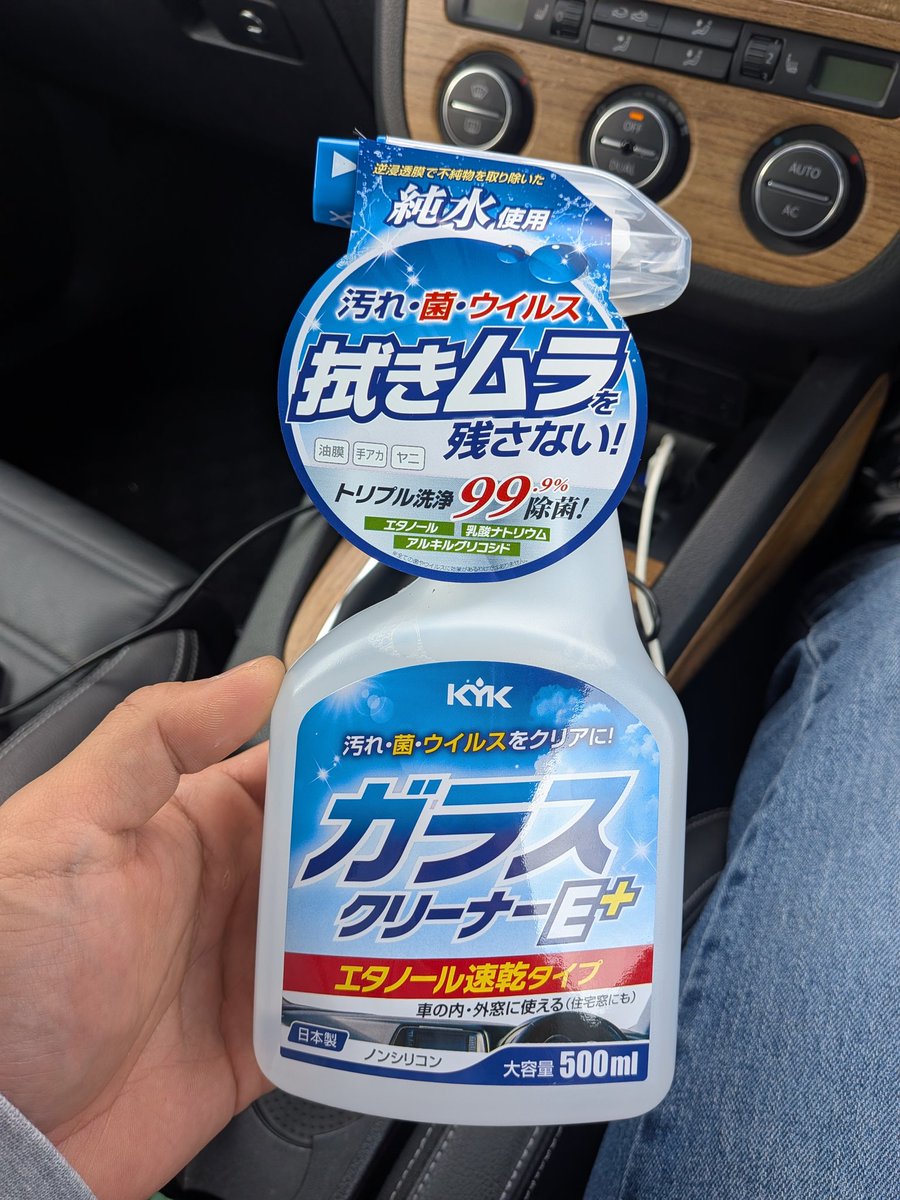 OFF
DUAL
AUTO
AC
2
逆浸透膜で不純物を取り除いた
純水使用
汚れ・菌・ウイルス
拭きムラを
残さない!
油膜 手アカ ヤニ
トリプル洗浄 99.9% 除菌!
エタノール 乳酸ナトリウム
アルキルグリコシド
KYK
汚れ・菌・ウイルスをクリアに!
ガラス
クリーナーE+
エタノール速乾タイプ
車の内・外窓に使える(住宅窓にも)
日本製
ノンシリコン
大容量 500ml